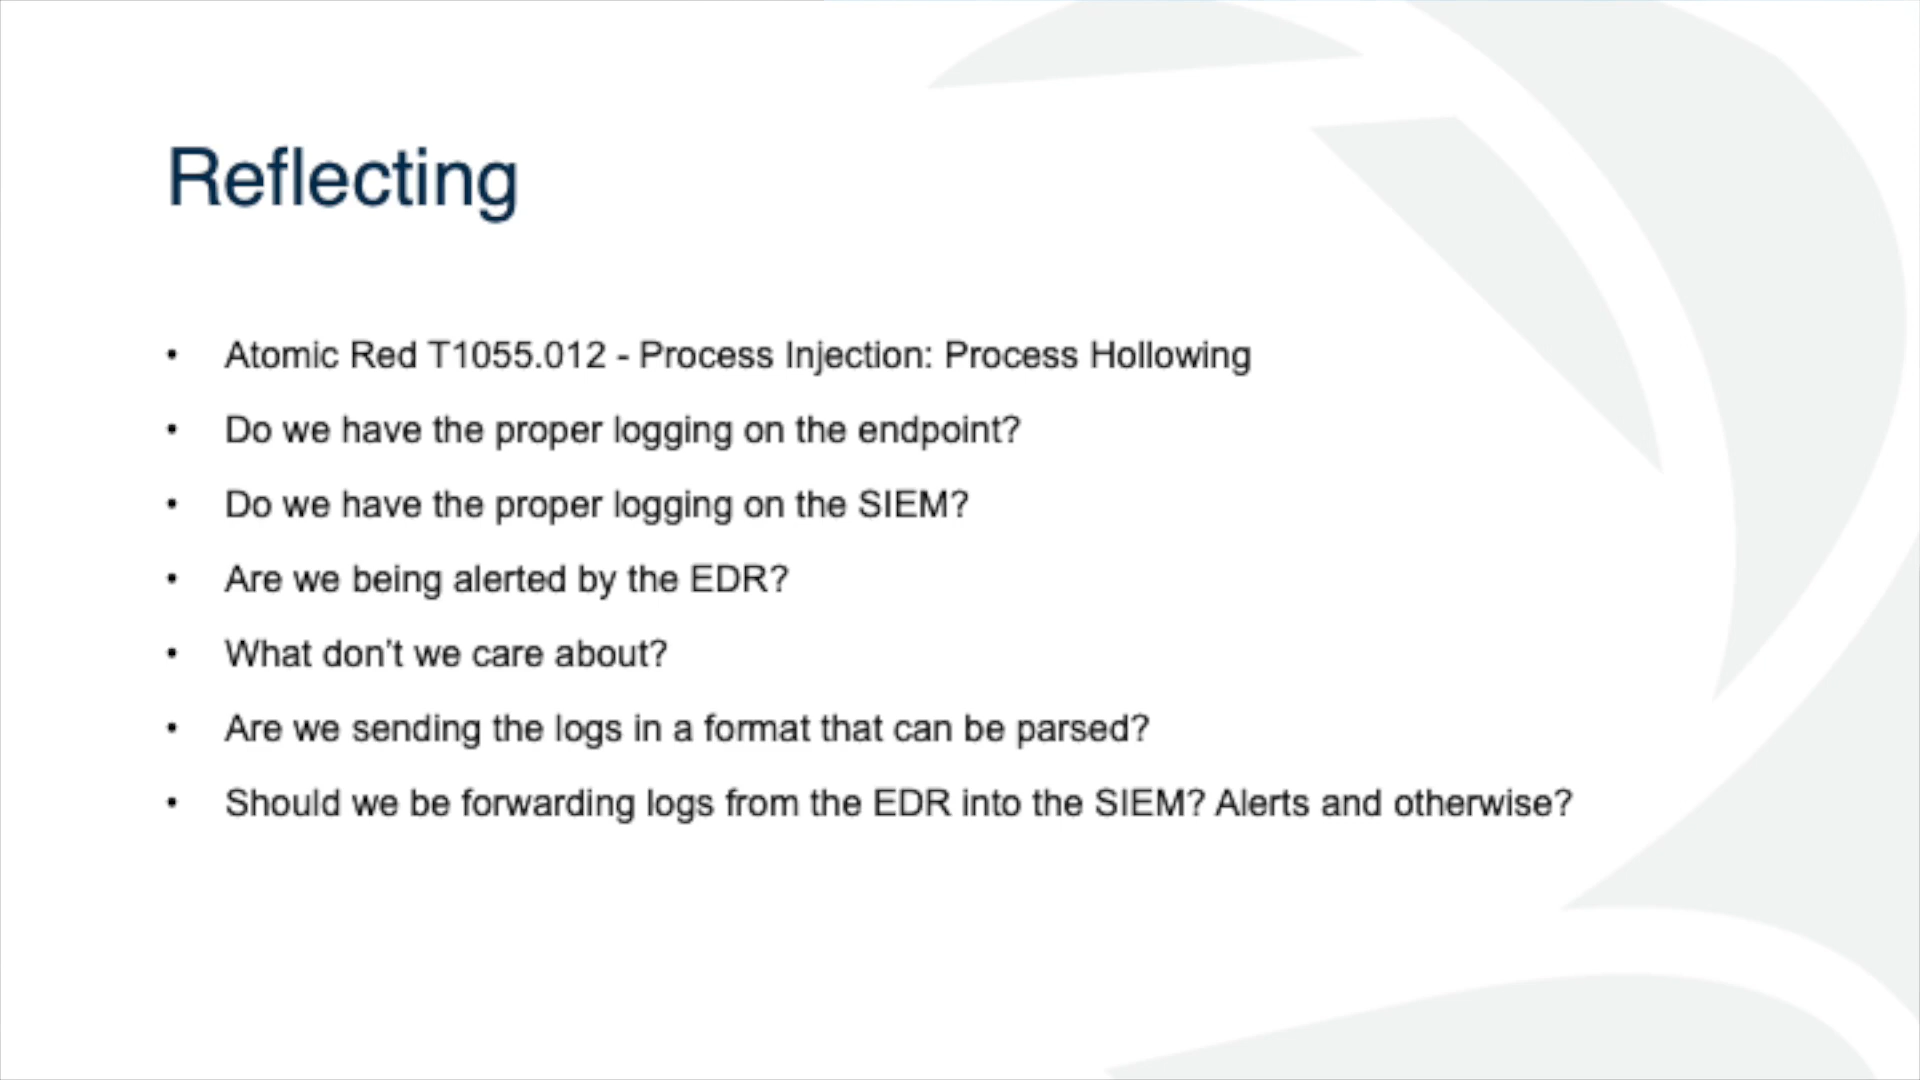 Reflecting
• Atomic Red T1055.012 - Process Injection: Process Hollowing
• Do we have the proper logging on the endpoint?
• Do we have the proper logging on the SIEM?
• Are we being alerted by the EDR?
• What don't we care about?
• Are we sending the logs in a format that can be parsed?
• Should we be forwarding logs from the EDR into the SIEM? Alerts and otherwise?